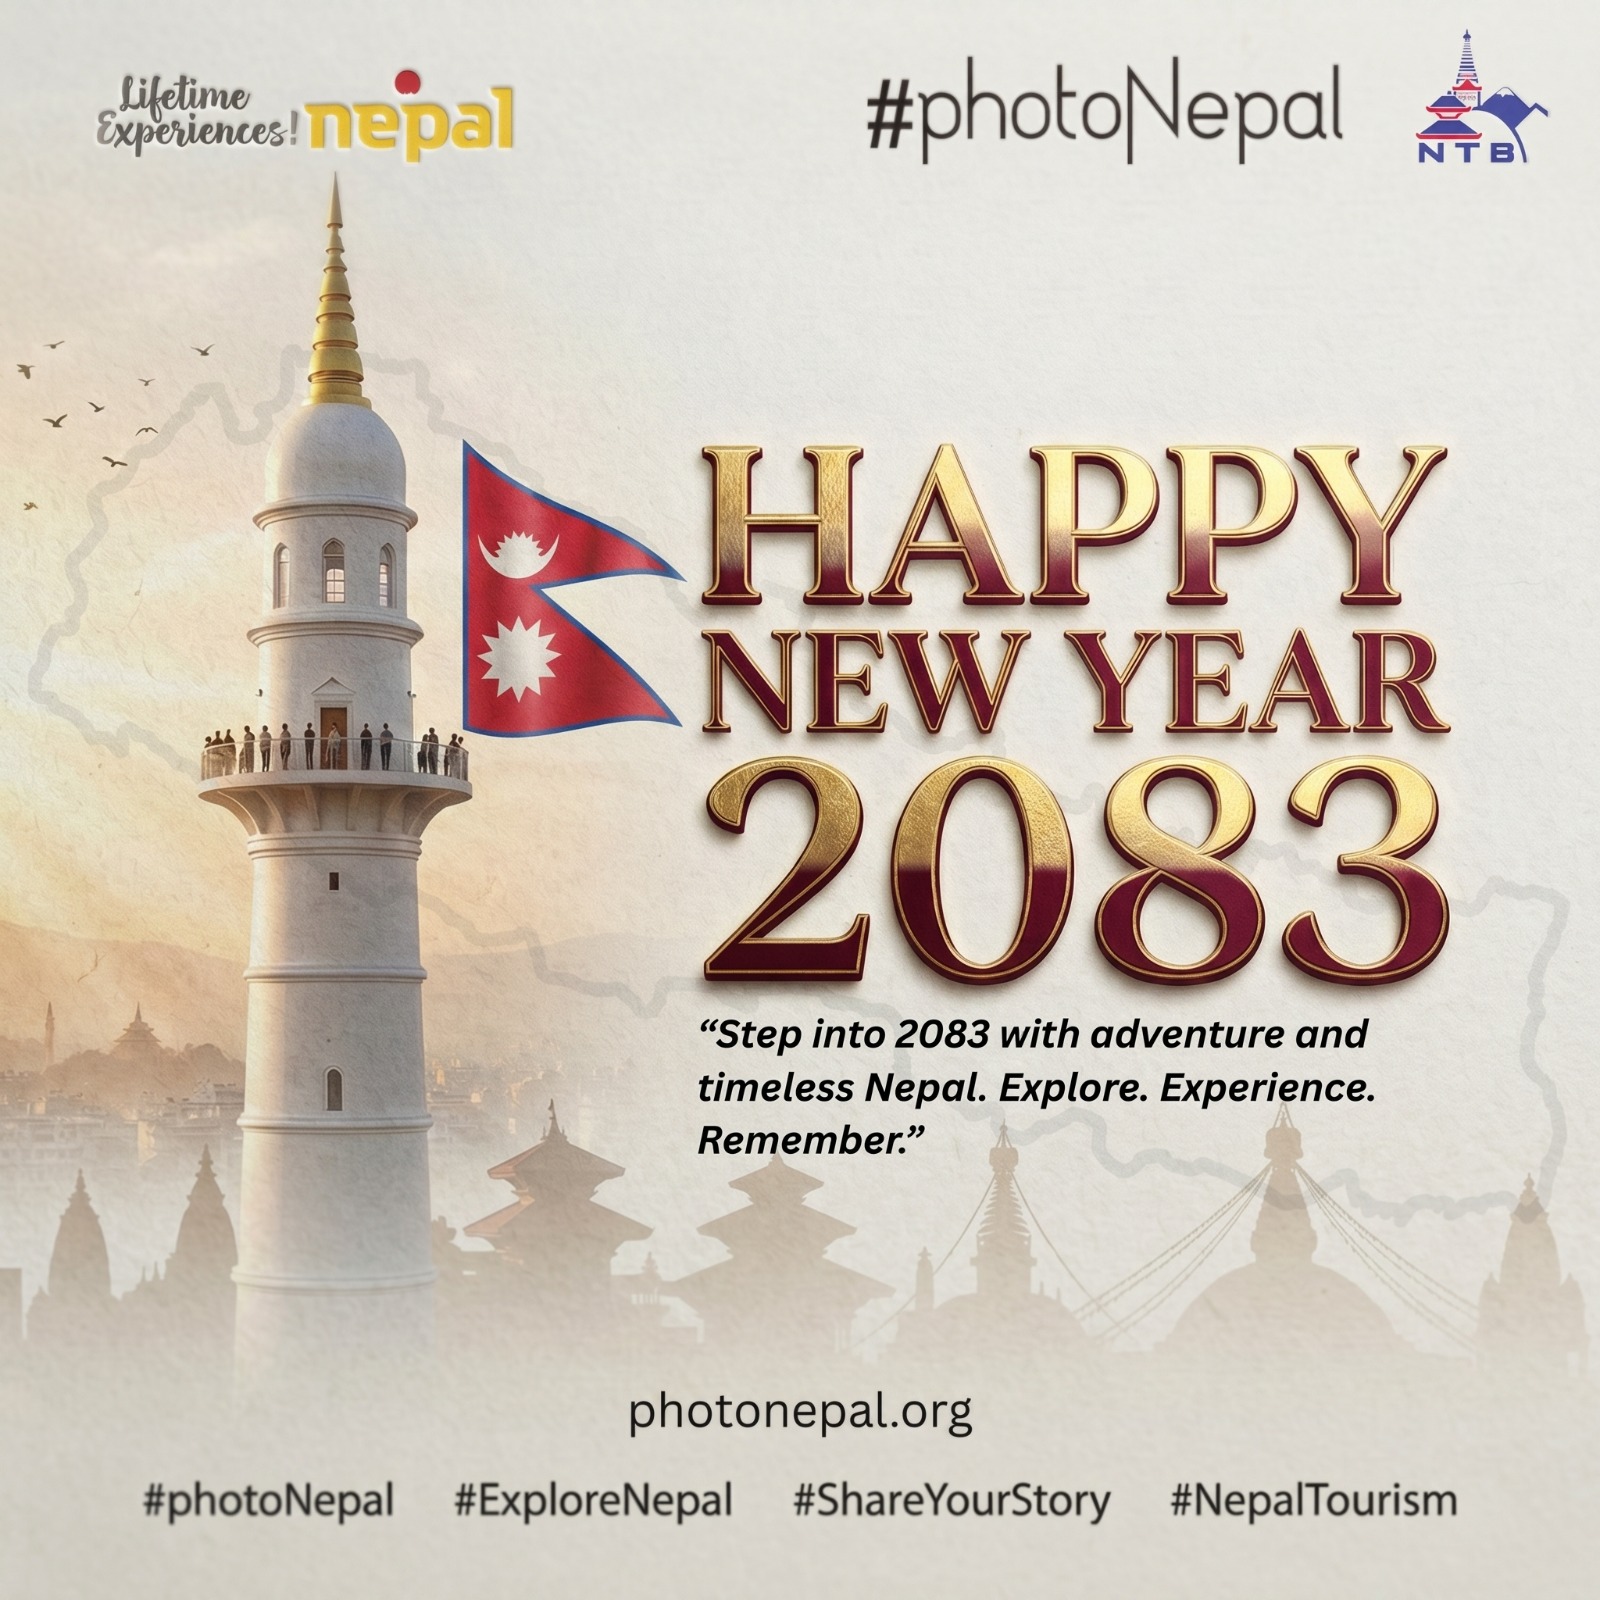 Lifetime
Experiences! nepal
#photoNepal
NTB
HAPPY
NEW YEAR
2083
“Step into 2083 with adventure and
timeless Nepal. Explore. Experience.
Remember.”
photonepal.org
#photoNepal #ExploreNepal #ShareYourStory #NepalTourism